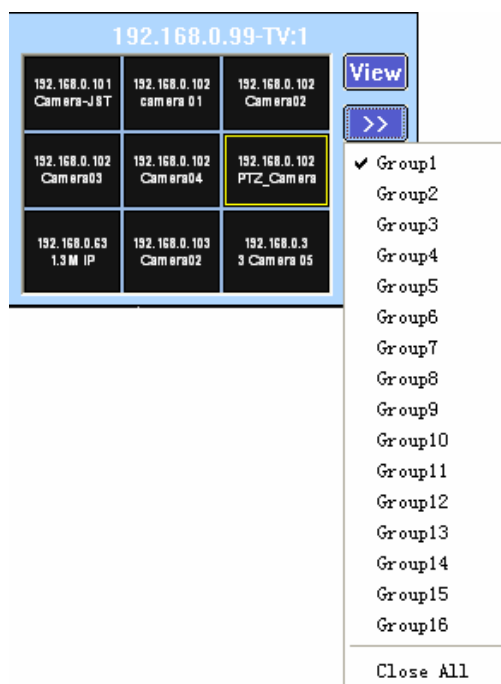 192.168.0.99-TV:1
View
>>
192.168.0.101
Camera-JST
192.168.0.102
camera 01
192.168.0.102
Camera02
192.168.0.102
Camera03
192.168.0.102
Camera04
192.168.0.102
PTZ_Camera
192.168.0.63
1.3 M IP
192.168.0.103
Camera02
192.168.0.3
3 Camera 05
Group1
Group2
Group3
Group4
Group5
Group6
Group7
Group8
Group9
Group10
Group11
Group12
Group13
Group14
Group15
Group16
Close All